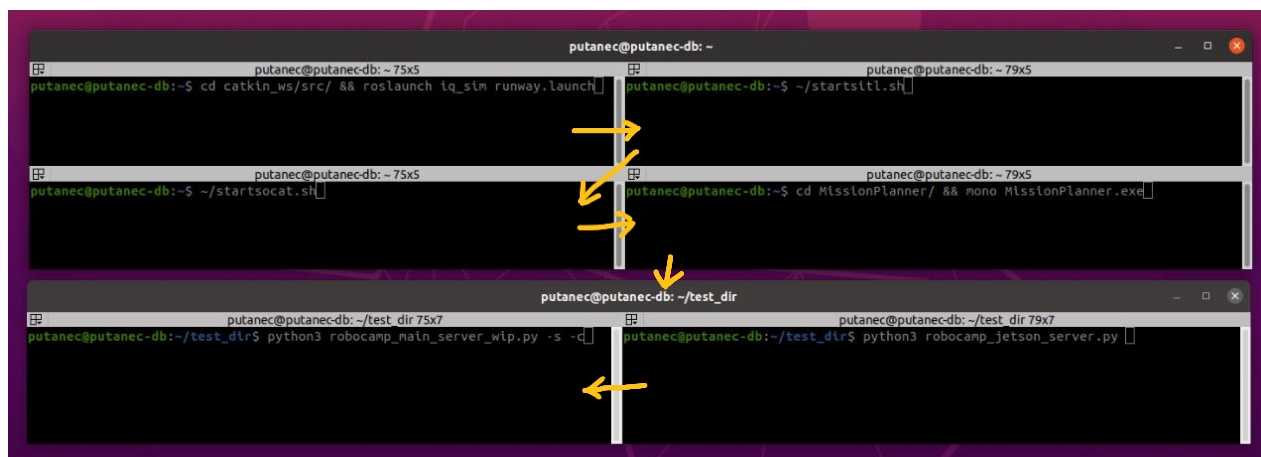 putanec@putanec-db: ~
putanec@putanec-db: ~ 75x5
putanec@putanec-db:~$ cd catkin_ws/src/ && roslaunch iq_sim runway.launch
putanec@putanec-db: ~ 79x5
putanec@putanec-db:~$ ~/startsitl.sh
putanec@putanec-db: ~ 75x5
putanec@putanec-db:~$ ~/startsocat.sh
putanec@putanec-db: ~ 79x5
putanec@putanec-db:~$ cd MissionPlanner/ && mono MissionPlanner.exe
putanec@putanec-db: ~/test_dir
putanec@putanec-db: ~/test_dir 75x7
putanec@putanec-db:~/test_dir$ python3 robocamp_main_server_wip.py -s -c
putanec@putanec-db: ~/test_dir 79x7
putanec@putanec-db:~/test_dir$ python3 robocamp_jetson_server.py